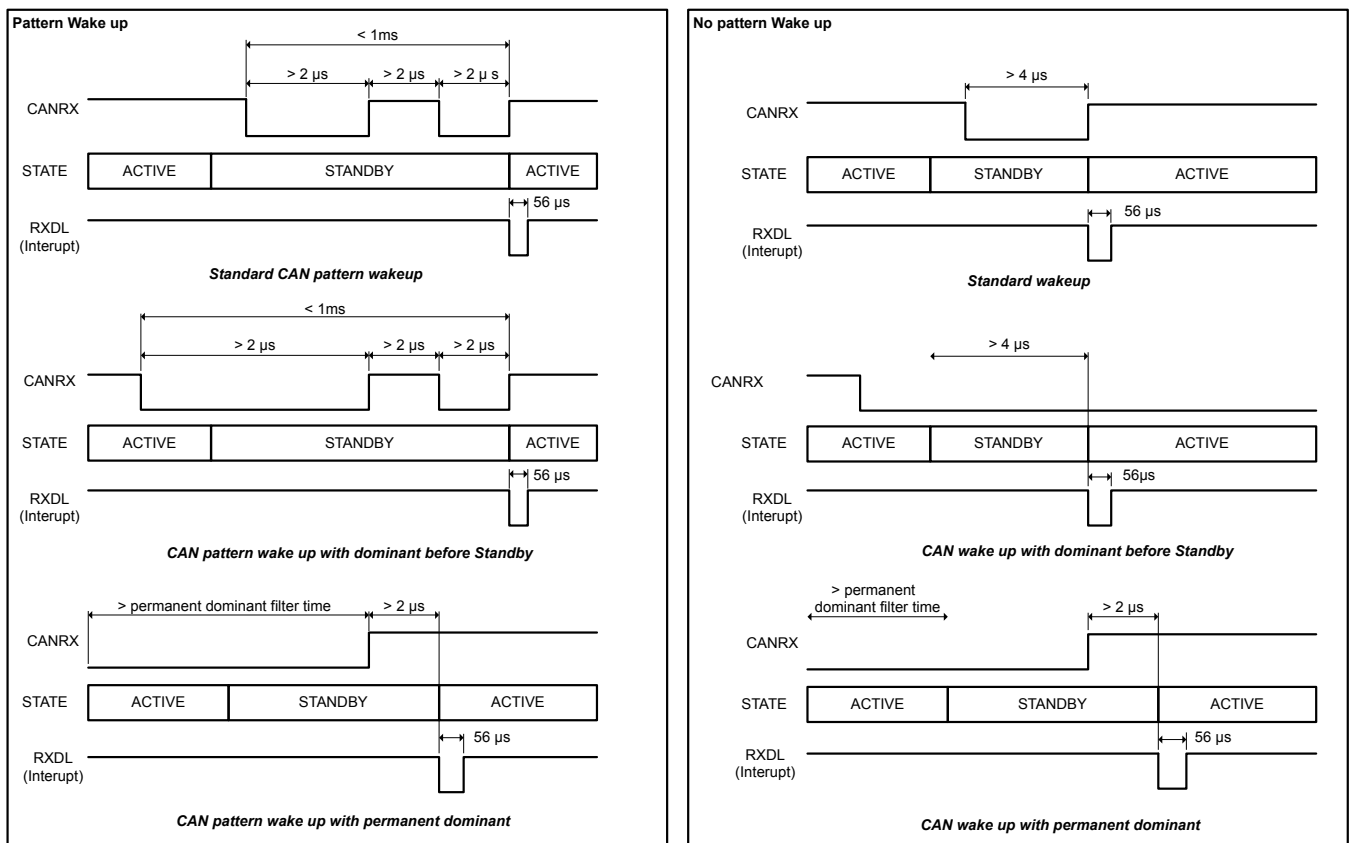 Pattern Wake up
< 1ms
> 2 µs
> 2 µs
> 2 µ s
CANRX
STATE
ACTIVE
STANDBY
ACTIVE
56 µs
RXDL
(Interupt)
Standard CAN pattern wakeup
< 1ms
> 2 µs
> 2 µs
> 2 µs
CANRX
STATE
ACTIVE
STANDBY
ACTIVE
56 µs
RXDL
(Interupt)
CAN pattern wake up with dominant before Standby
> permanent dominant filter time
> 2 µs
CANRX
STATE
ACTIVE
STANDBY
ACTIVE
56 µs
RXDL
(Interupt)
CAN pattern wake up with permanent dominant
No pattern Wake up
> 4 µs
CANRX
STATE
ACTIVE
STANDBY
ACTIVE
56 µs
RXDL
(Interupt)
Standard wakeup
> 4 µs
CANRX
STATE
ACTIVE
STANDBY
ACTIVE
56µs
RXDL
(Interupt)
CAN wake up with dominant before Standby
> permanent
dominant filter time
> 2 µs
CANRX
STATE
ACTIVE
STANDBY
ACTIVE
56 µs
RXDL
(Interupt)
CAN wake up with permanent dominant